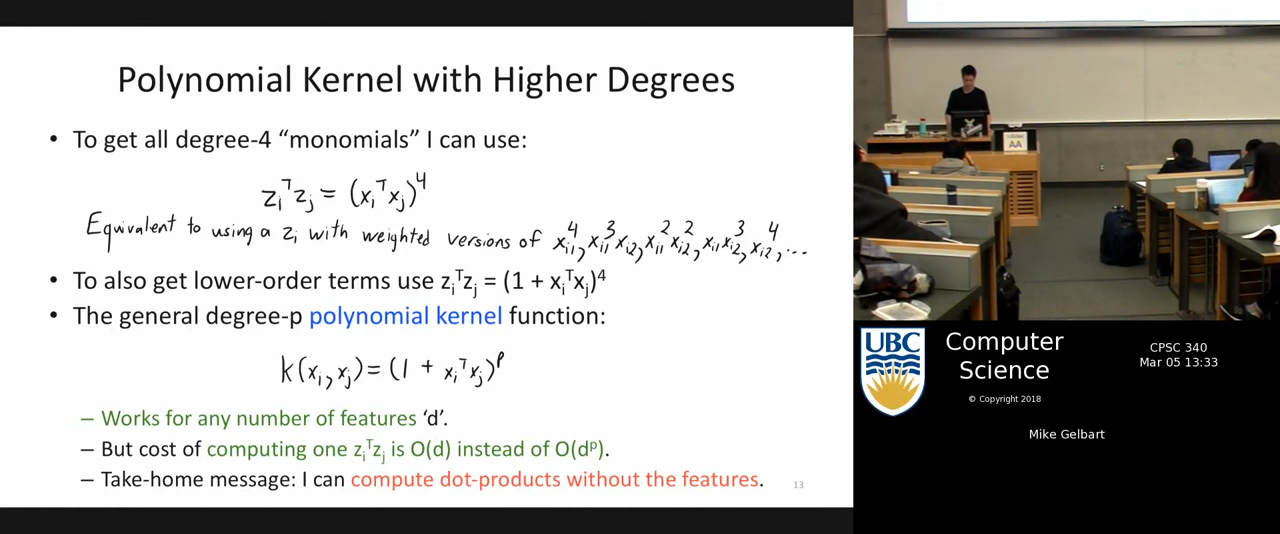 Polynomial Kernel with Higher Degrees
• To get all degree-4 “monomials” I can use:
zᵢᵀzⱼ = (xᵢᵀxⱼ)⁴
Equivalent to using a zᵢ with weighted versions of xᵢ₁⁴, xᵢ₁³xᵢ₂, xᵢ₁²xᵢ₂², xᵢ₁xᵢ₂³, xᵢ₂⁴, ...
• To also get lower-order terms use zᵢᵀzⱼ = (1 + xᵢᵀxⱼ)⁴
• The general degree-p polynomial kernel function:
k(xᵢ, xⱼ) = (1 + xᵢᵀxⱼ)ᵖ
– Works for any number of features ‘d’.
– But cost of computing one zᵢᵀzⱼ is O(d) instead of O(dᵖ).
– Take-home message: I can compute dot-products without the features.
13
AA
UBC
Computer
Science
© Copyright 2018
CPSC 340
Mar 05 13:33
Mike Gelbart